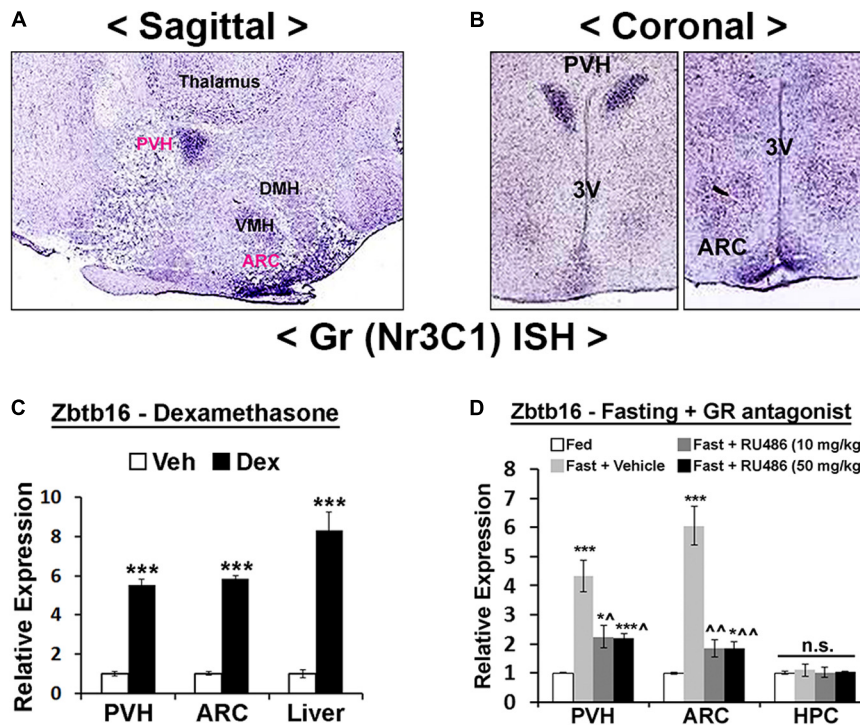 A
< Sagittal >
Thalamus
PVH
DMH
VMH
ARC
B
< Coronal >
PVH
3V
3V
ARC
< Gr (Nr3C1) ISH >
C
Zbtb16 - Dexamethasone
Veh Dex
Relative Expression
10
8
6
4
2
0
***
***
***
PVH ARC Liver
D
Zbtb16 - Fasting + GR antagonist
Fed Fast + RU486 (10 mg/kg
Fast + Vehicle Fast + RU486 (50 mg/kg
Relative Expression
8
7
6
5
4
3
2
1
0
***
*^
***^
***
^^
*^^
n.s.
PVH ARC HPC